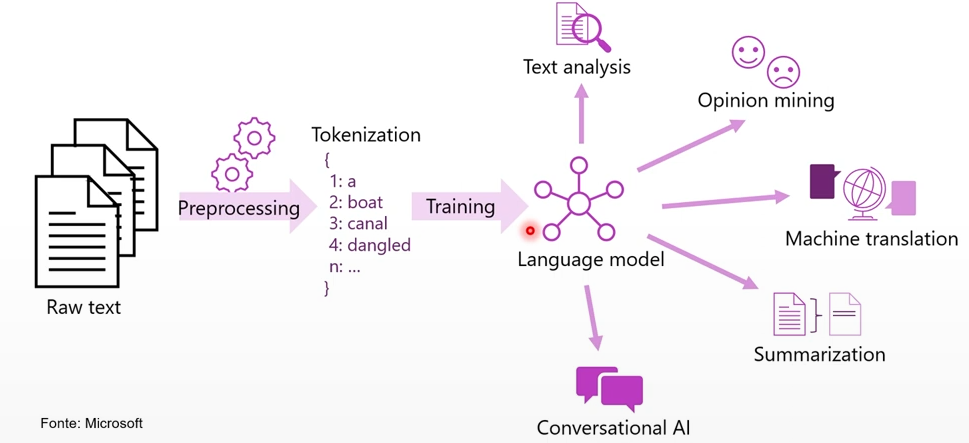 Raw text
Preprocessing
Tokenization
{
1: a
2: boat
3: canal
4: dangled
n: ...
}
Training
Language model
Text analysis
Opinion mining
Machine translation
Summarization
Conversational AI
Fonte: Microsoft